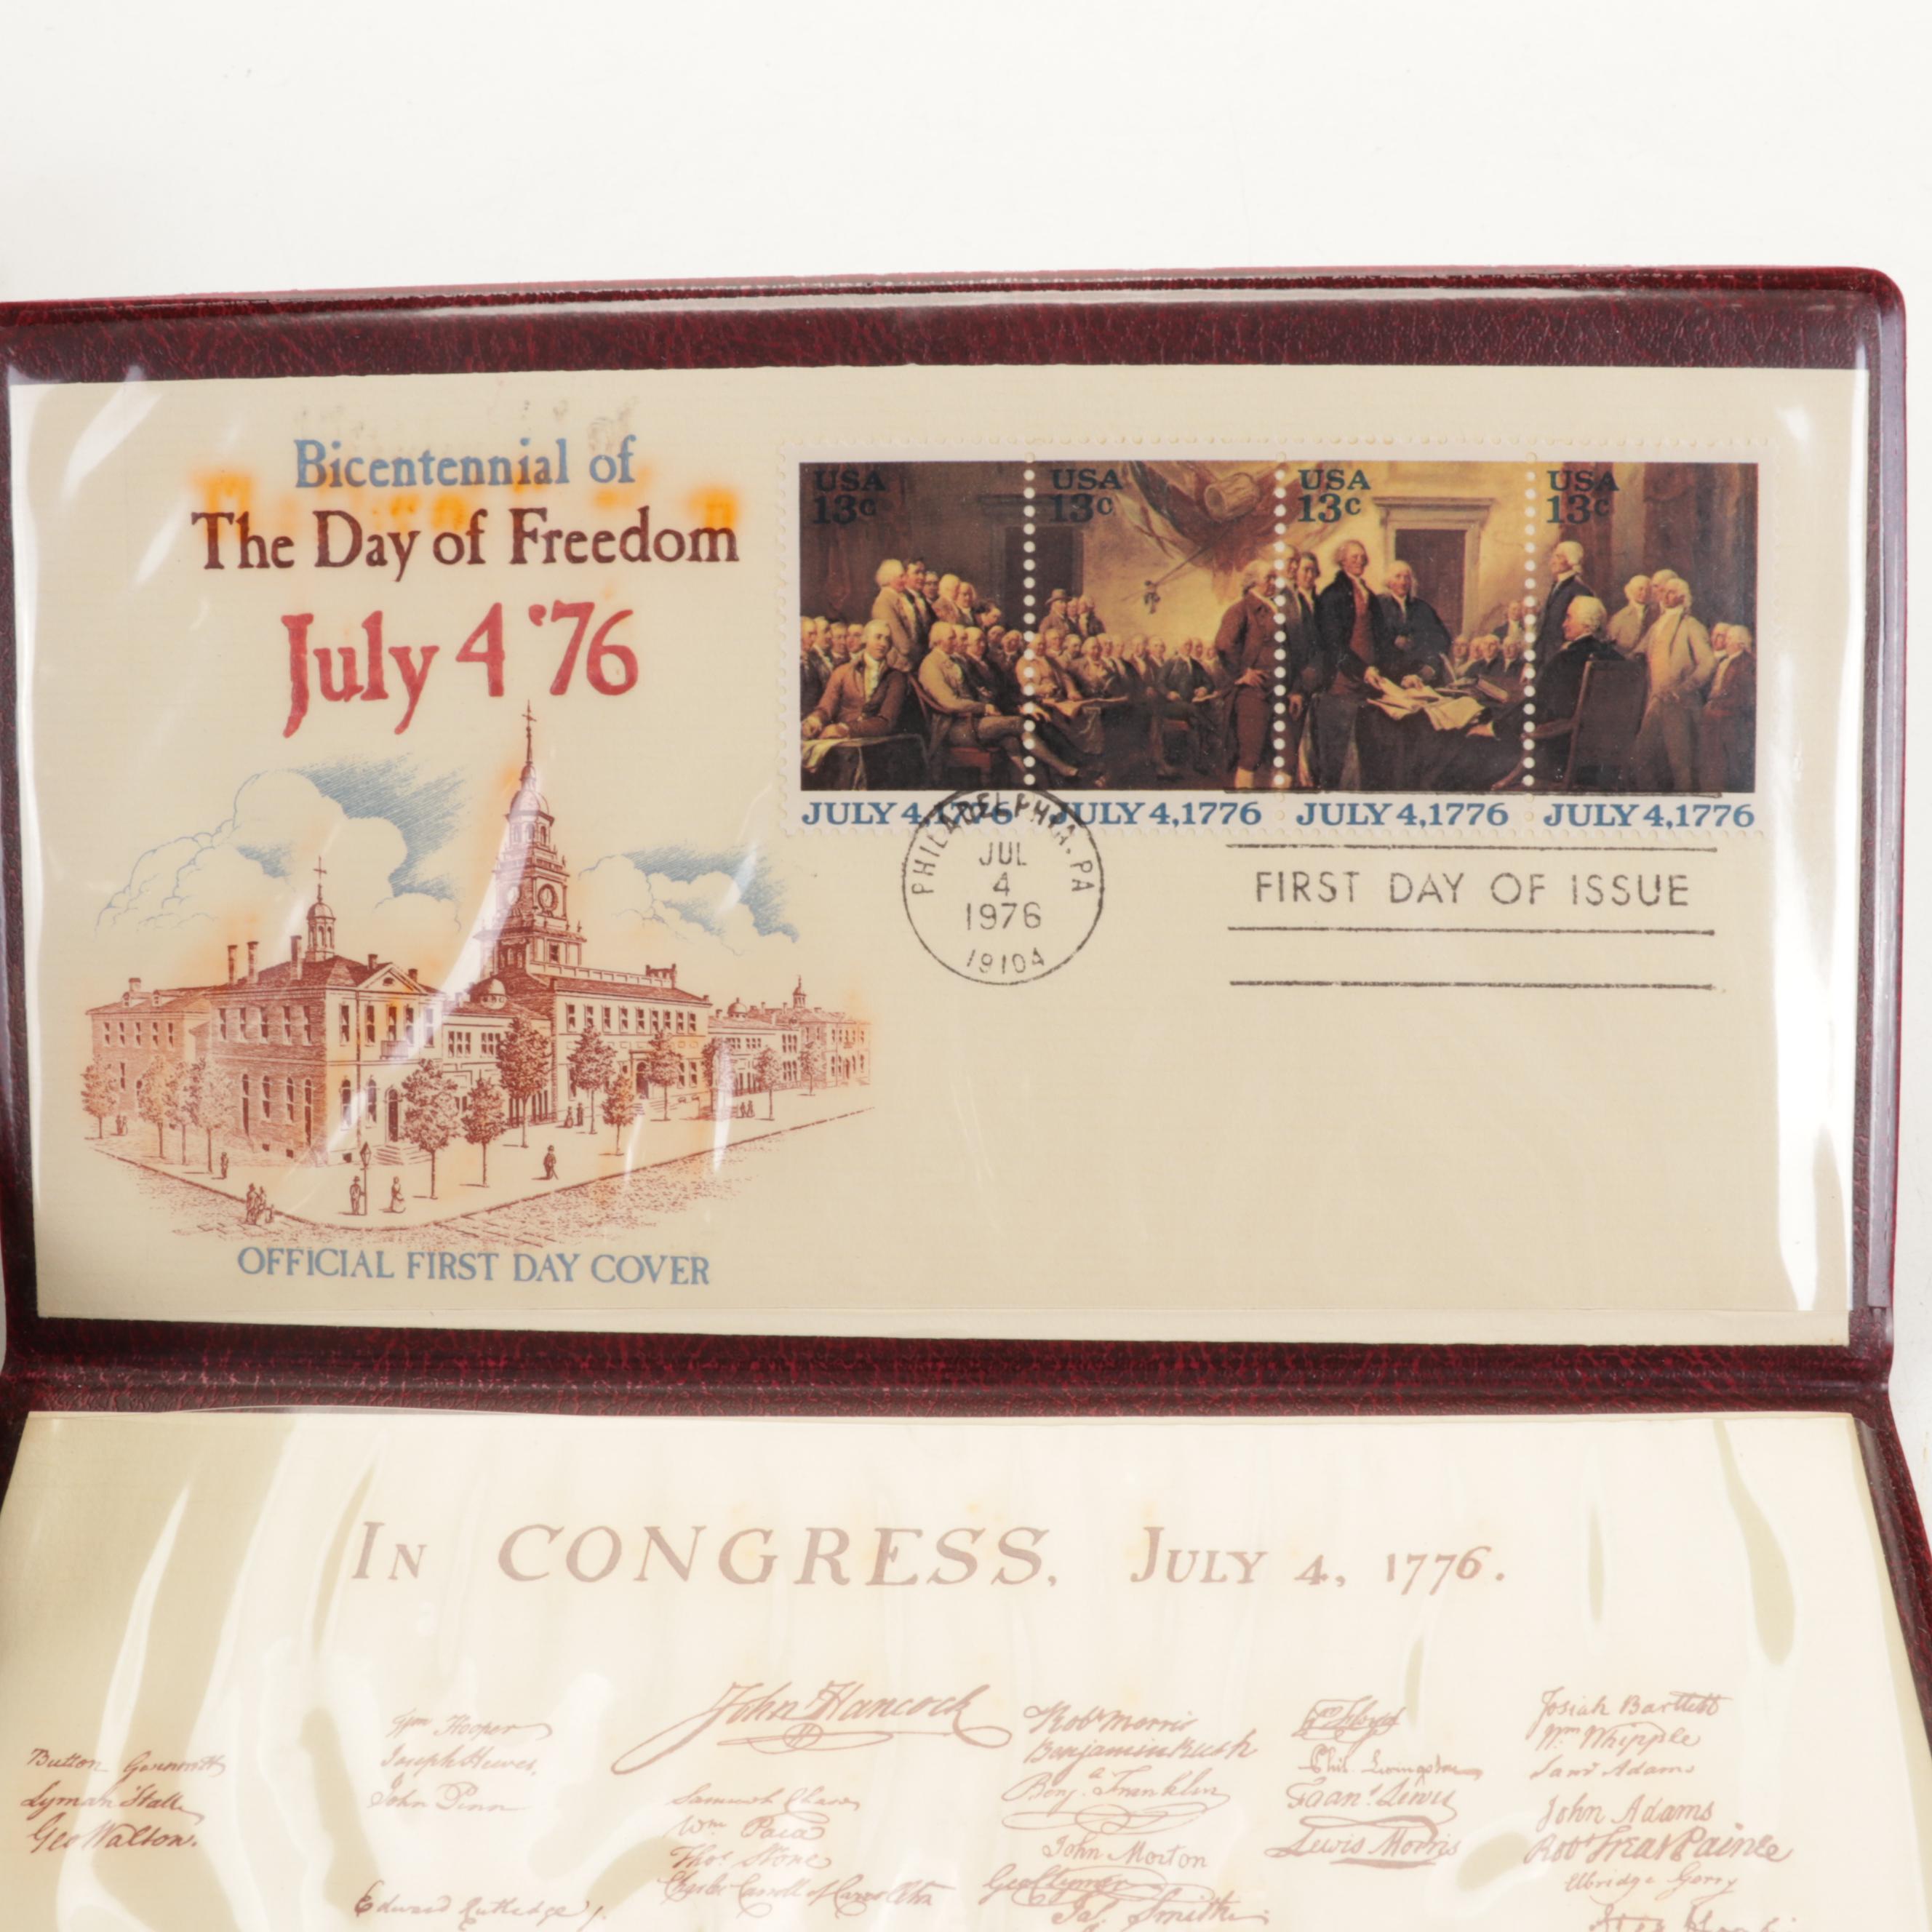 Bicentennial of
The Day of Freedom
July 4 '76
USA USA USA USA
13c 13c 13c 13c
JULY 4,1776 JULY 4,1776 JULY 4,1776 JULY 4,1776
PHILADELPHIA, PA
JUL
4
1976
19104
FIRST DAY OF ISSUE
OFFICIAL FIRST DAY COVER
IN CONGRESS, JULY 4, 1776.
Button Gwinnett
Lyman Hall
Geo Walton.
Wm Hooper
Joseph Hewes,
John Penn
Edward Rutledge /.
John Hancock
Samuel Chase
Wm Paca
Thos. Stone
Charles Carroll of Carrollton
Robt Morris
Benjamin Rush
Benj. Franklin
John Morton
Geo Clymer
Jas. Smith
Wm Floyd
Phil. Livingston
Frans. Lewis
Lewis Morris
Josiah Bartlett
Wm Whipple
Saml Adams
John Adams
Robt Treat Paine
Elbridge Gerry